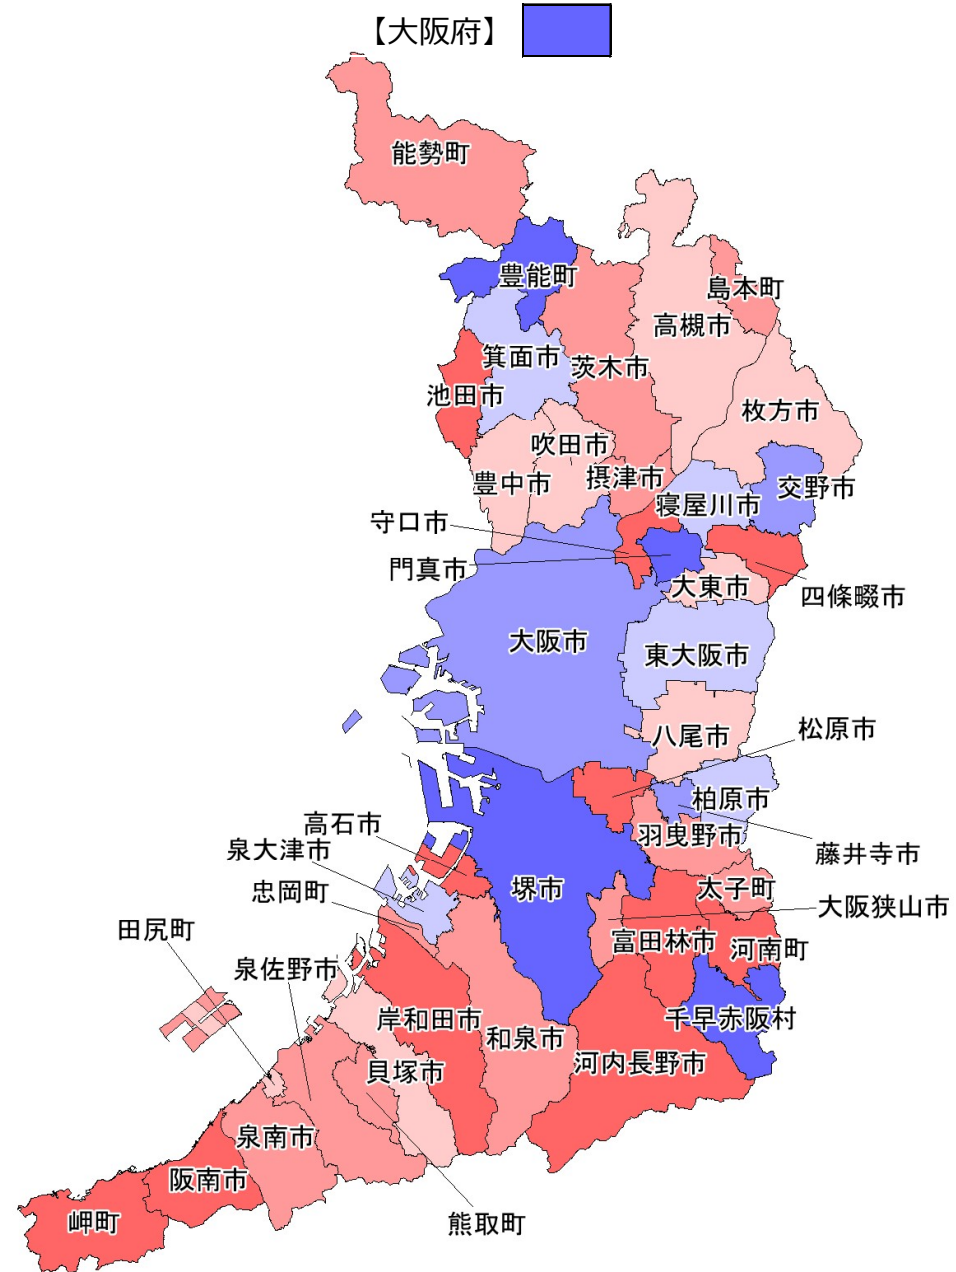 【大阪府】
能勢町
豊能町
島本町
高槻市
箕面市
茨木市
池田市
枚方市
吹田市
摂津市
豊中市
交野市
寝屋川市
守口市
門真市
大東市
四條畷市
大阪市
東大阪市
松原市
八尾市
柏原市
高石市
羽曳野市
泉大津市
藤井寺市
忠岡町
堺市
太子町
大阪狭山市
田尻町
富田林市
河南町
泉佐野市
岸和田市
千早赤阪村
和泉市
河内長野市
貝塚市
泉南市
阪南市
岬町
熊取町